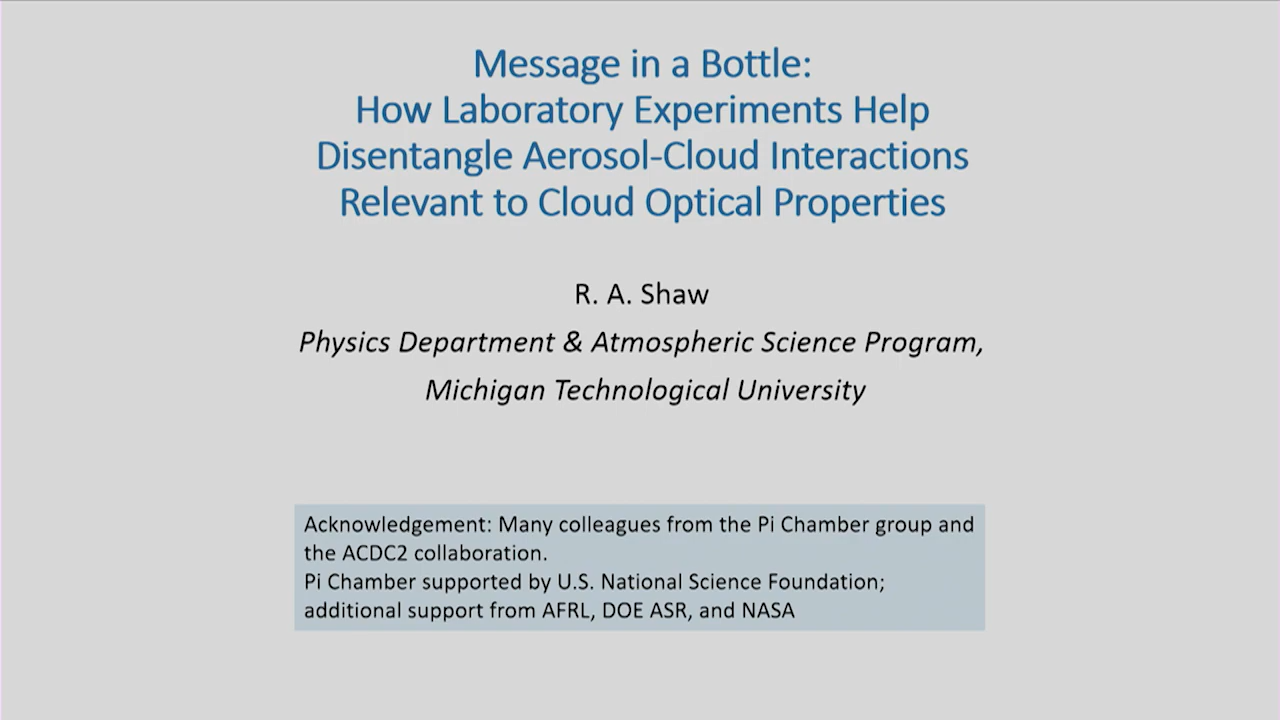 Message in a Bottle:
How Laboratory Experiments Help
Disentangle Aerosol-Cloud Interactions
Relevant to Cloud Optical Properties
R. A. Shaw
Physics Department & Atmospheric Science Program,
Michigan Technological University
Acknowledgement: Many colleagues from the Pi Chamber group and
the ACDC2 collaboration.
Pi Chamber supported by U.S. National Science Foundation;
additional support from AFRL, DOE ASR, and NASA